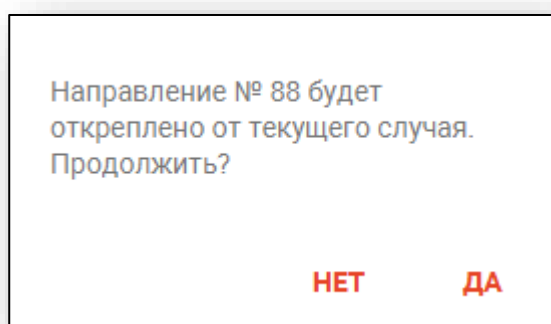 Направление № 88 будет
откреплено от текущего случая.
Продолжить?
НЕТ ДА